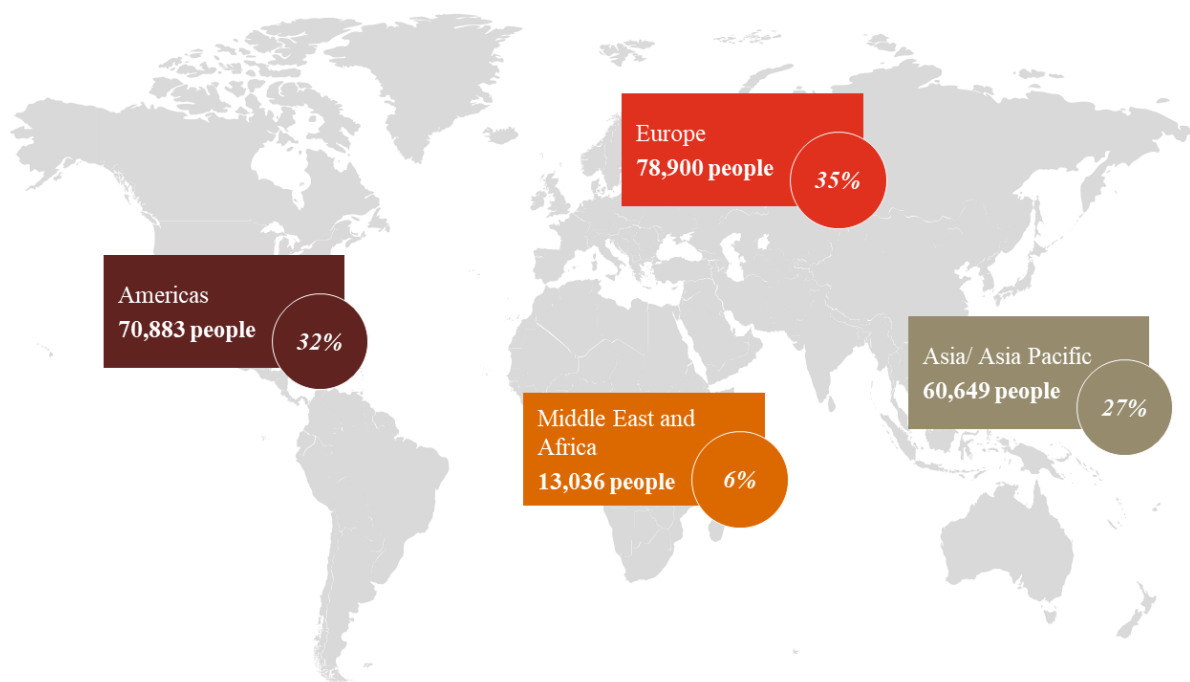 Europe
78,900 people
35%
Americas
70,883 people
32%
Asia/ Asia Pacific
60,649 people
27%
Middle East and
Africa
13,036 people
6%